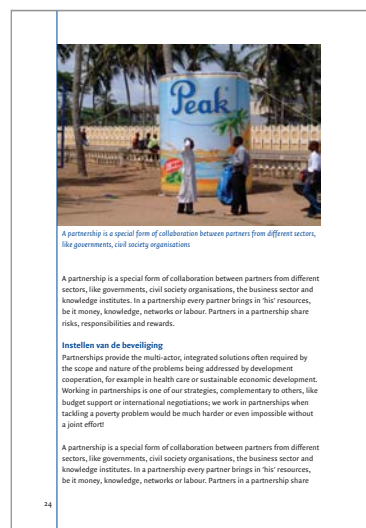 Peak
A partnership is a special form of collaboration between partners from different sectors,
like governments, civil society organisations
A partnership is a special form of collaboration between partners from different
sectors, like governments, civil society organisations, the business sector and
knowledge institutes. In a partnership every partner brings in 'his' resources,
be it money, knowledge, networks or labour. Partners in a partnership share
risks, responsibilities and rewards.
Instellen van de beveiliging
Partnerships provide the multi-actor, integrated solutions often required by
the scope and nature of the problems being addressed by development
cooperation, for example in health care or sustainable economic development.
Working in partnerships is one of our strategies, complementary to others, like
budget support or international negotiations; we work in partnerships when
tackling a poverty problem would be much harder or even impossible without
a joint effort!
A partnership is a special form of collaboration between partners from different
sectors, like governments, civil society organisations, the business sector and
knowledge institutes. In a partnership every partner brings in 'his' resources,
be it money, knowledge, networks or labour. Partners in a partnership share
24